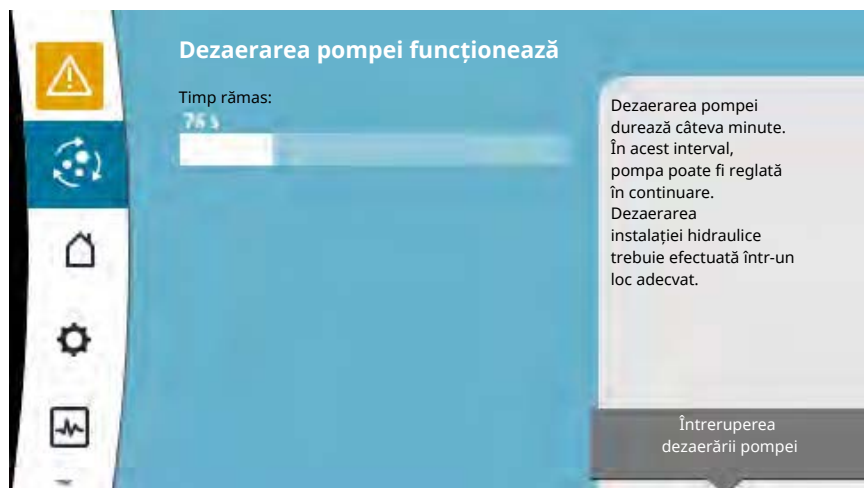 Dezaerarea pompei funcționează
Timp rămas:
76 s
Dezaerarea pompei
durează câteva minute.
În acest interval,
pompa poate fi reglată
în continuare.
Dezaerarea
instalației hidraulice
trebuie efectuată într-un
loc adecvat.
Întreruperea
dezaerării pompei